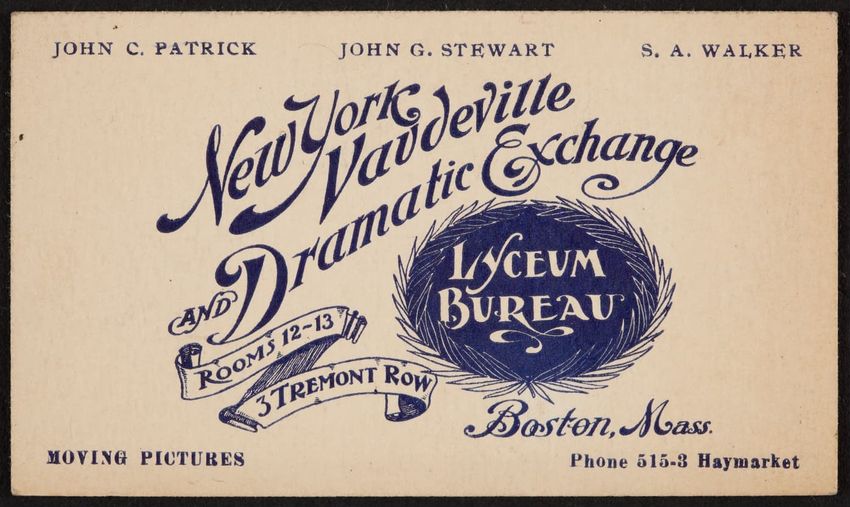 JOHN C. PATRICK JOHN G. STEWART S. A. WALKER
New York
Vaudeville
AND Dramatic Exchange
LYCEUM
BUREAU
ROOMS 12-13
3 TREMONT ROW
Boston, Mass.
MOVING PICTURES
Phone 515-3 Haymarket